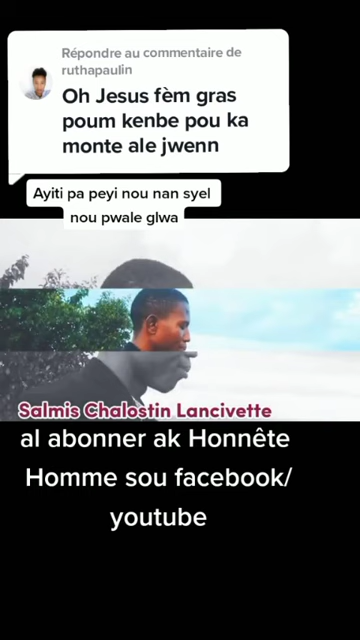 Répondre au commentaire de
ruthapaulin
Oh Jesus fèm gras
poum kenbe pou ka
monte ale jwenn
Ayiti pa peyi nou nan syel
nou pwale glwa
Salmis Chalostin Lancivette
al abonner ak Honnête
Homme sou facebook/
youtube